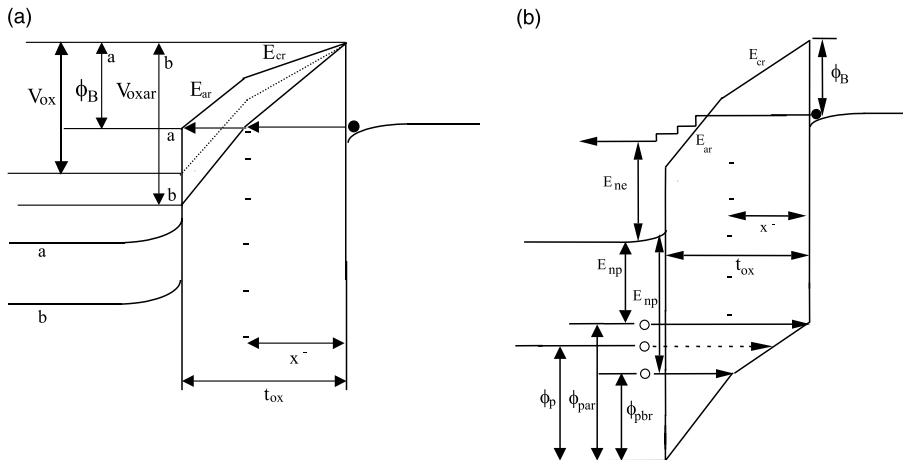 (a)
a
b
E_cr
V_ox
ϕ_B
V_oxar
E_ar
a
b
a
b
x⁻
t_ox
(b)
E_cr
ϕ_B
E_ar
E_ne
x⁻
E_np
t_ox
E_np
ϕ_p
ϕ_par
ϕ_pbr